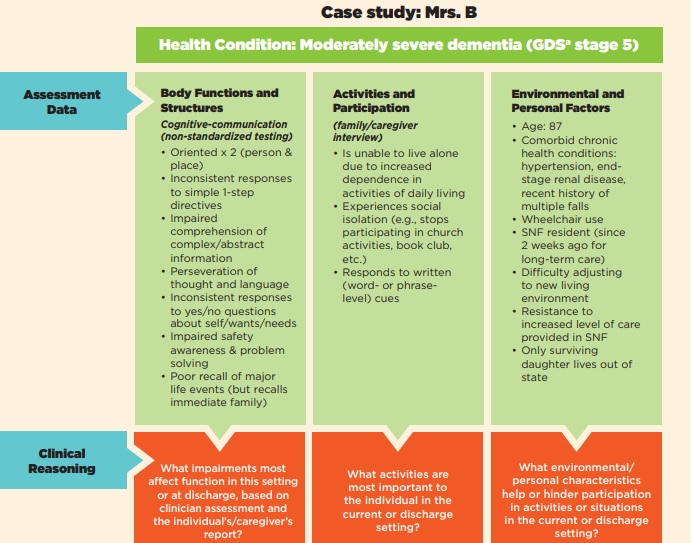 Case study: Mrs. B
Health Condition: Moderately severe dementia (GDSª stage 5)
Assessment
Data
Body Functions and
Structures
Cognitive-communication
(non-standardized testing)
• Oriented x 2 (person &
place)
• Inconsistent responses
to simple 1-step
directives
• Impaired
comprehension of
complex/abstract
information
• Perseveration of
thought and language
• Inconsistent responses
to yes/no questions
about self/wants/needs
• Impaired safety
awareness & problem
solving
• Poor recall of major
life events (but recalls
immediate family)
Activities and
Participation
(family/caregiver
interview)
• Is unable to live alone
due to increased
dependence in
activities of daily living
• Experiences social
isolation (e.g., stops
participating in church
activities, book club,
etc.)
• Responds to written
(word- or phrase-
level) cues
Environmental and
Personal Factors
• Age: 87
• Comorbid chronic
health conditions:
hypertension, end-
stage renal disease,
recent history of
multiple falls
• Wheelchair use
• SNF resident (since
2 weeks ago for
long-term care)
• Difficulty adjusting
to new living
environment
• Resistance to
increased level of care
provided in SNF
• Only surviving
daughter lives out of
state
Clinical
Reasoning
What impairments most
affect function in this setting
or at discharge, based on
clinician assessment and
the individual's/caregiver's
report?
What activities are
most important to
the individual in the
current or discharge
setting?
What environmental/
personal characteristics
help or hinder participation
in activities or situations
in the current or discharge
setting?